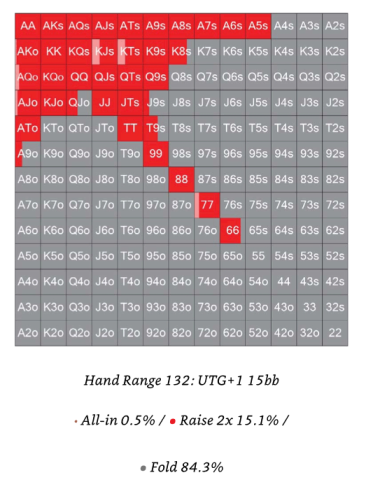 AA AKs AQs AJs ATs A9s A8s A7s A6s A5s A4s A3s A2s
AKo KK KQs KJs KTs K9s K8s K7s K6s K5s K4s K3s K2s
AQo KQo QQ QJs QTs Q9s Q8s Q7s Q6s Q5s Q4s Q3s Q2s
AJo KJo QJo JJ JTs J9s J8s J7s J6s J5s J4s J3s J2s
ATo KTo QTo JTo TT T9s T8s T7s T6s T5s T4s T3s T2s
A9o K9o Q9o J9o T9o 99 98s 97s 96s 95s 94s 93s 92s
A8o K8o Q8o J8o T8o 98o 88 87s 86s 85s 84s 83s 82s
A7o K7o Q7o J7o T7o 97o 87o 77 76s 75s 74s 73s 72s
A6o K6o Q6o J6o T6o 96o 86o 76o 66 65s 64s 63s 62s
A5o K5o Q5o J5o T5o 95o 85o 75o 65o 55 54s 53s 52s
A4o K4o Q4o J4o T4o 94o 84o 74o 64o 54o 44 43s 42s
A3o K3o Q3o J3o T3o 93o 83o 73o 63o 53o 43o 33 32s
A2o K2o Q2o J2o T2o 92o 82o 72o 62o 52o 42o 32o 22
Hand Range 132: UTG+1 15bb
• All-in 0.5% / • Raise 2x 15.1% /
• Fold 84.3%